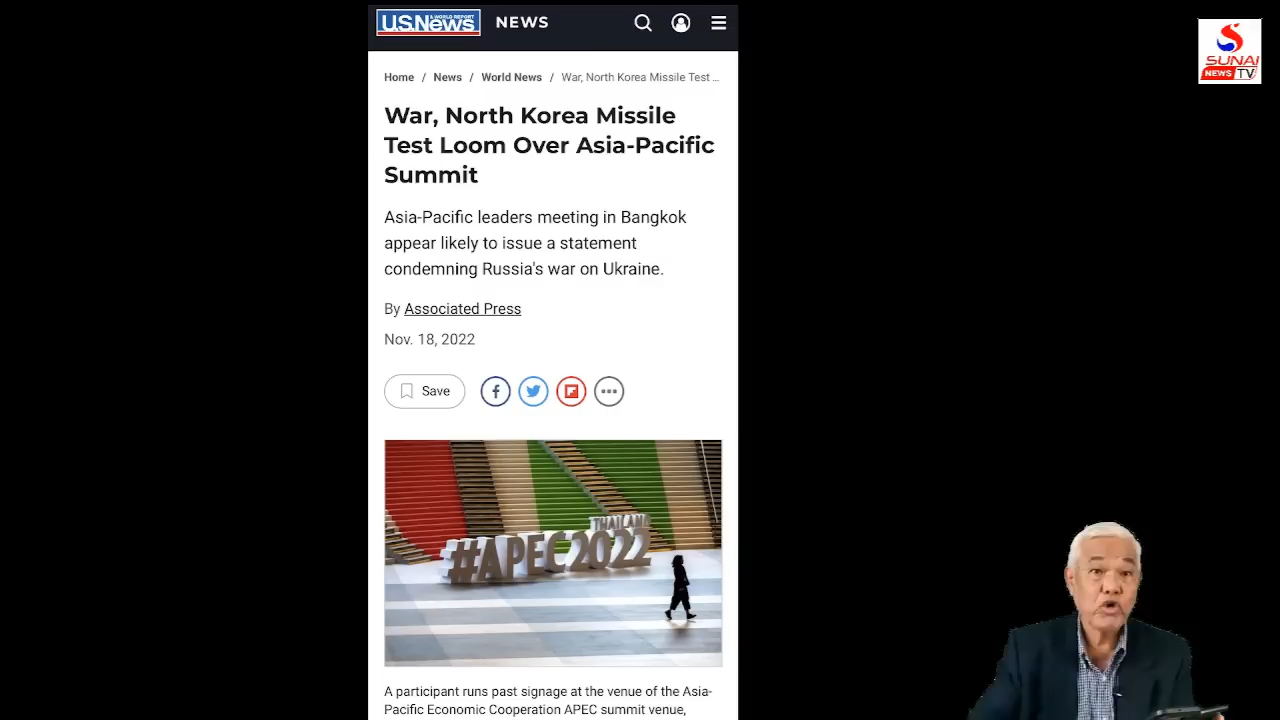 U.S.News
& WORLD REPORT
NEWS
Home / News / World News / War, North Korea Missile Test ...
War, North Korea Missile
Test Loom Over Asia-Pacific
Summit
Asia-Pacific leaders meeting in Bangkok
appear likely to issue a statement
condemning Russia's war on Ukraine.
By Associated Press
Nov. 18, 2022
Save
THAILAND
#APEC2022
A participant runs past signage at the venue of the Asia-
Pacific Economic Cooperation APEC summit venue,
SUNAI
NEWS TV